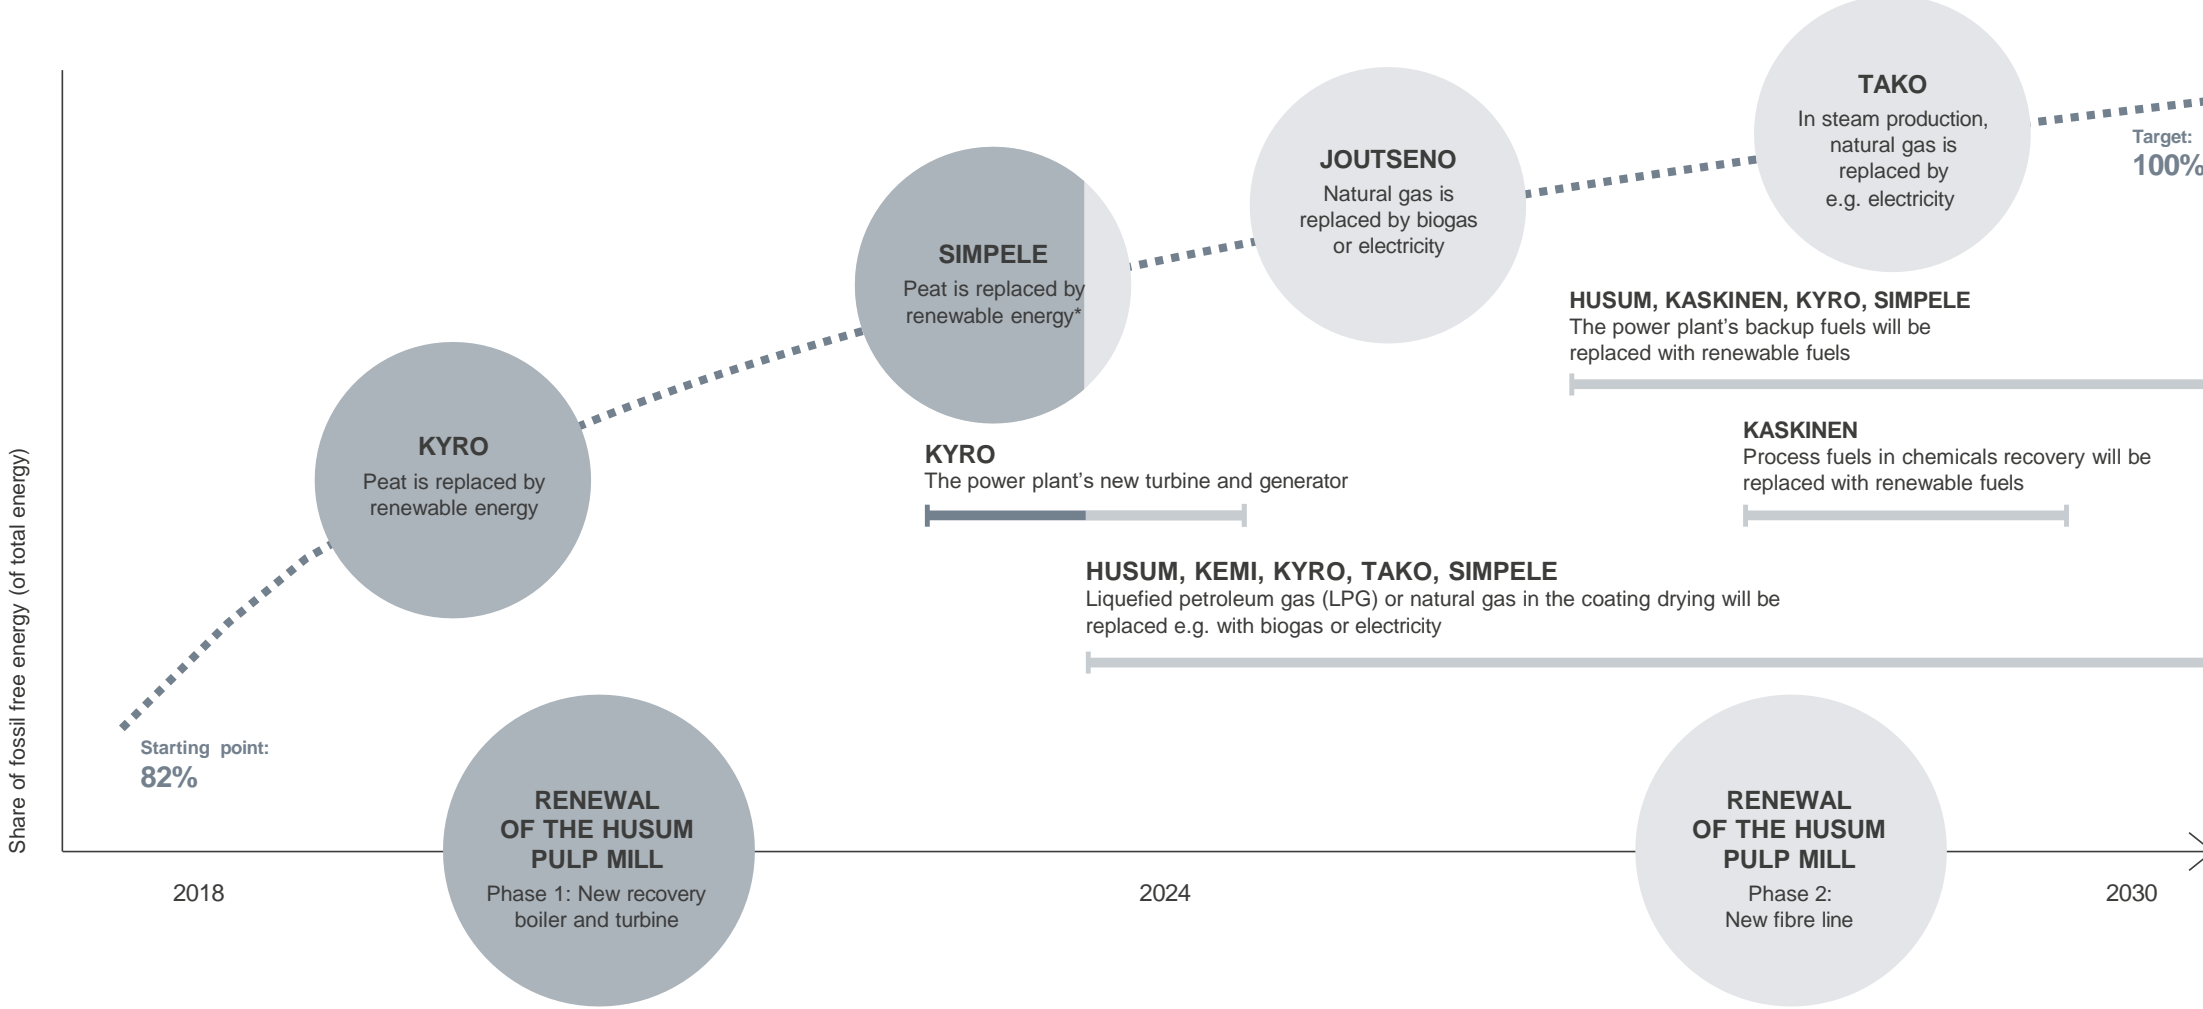 TAKO
In steam production,
natural gas is
replaced by
e.g. electricity
Target:
100%
JOUTSENO
Natural gas is
replaced by biogas
or electricity
SIMPELE
Peat is replaced by
renewable energy*
HUSUM, KASKINEN, KYRO, SIMPELE
The power plant’s backup fuels will be
replaced with renewable fuels
KYRO
Peat is replaced by
renewable energy
KYRO
The power plant’s new turbine and generator
KASKINEN
Process fuels in chemicals recovery will be
replaced with renewable fuels
HUSUM, KEMI, KYRO, TAKO, SIMPELE
Liquefied petroleum gas (LPG) or natural gas in the coating drying will be
replaced e.g. with biogas or electricity
Share of fossil free energy (of total energy)
Starting point:
82%
RENEWAL
OF THE HUSUM
PULP MILL
Phase 1: New recovery
boiler and turbine
RENEWAL
OF THE HUSUM
PULP MILL
Phase 2:
New fibre line
2018
2024
2030